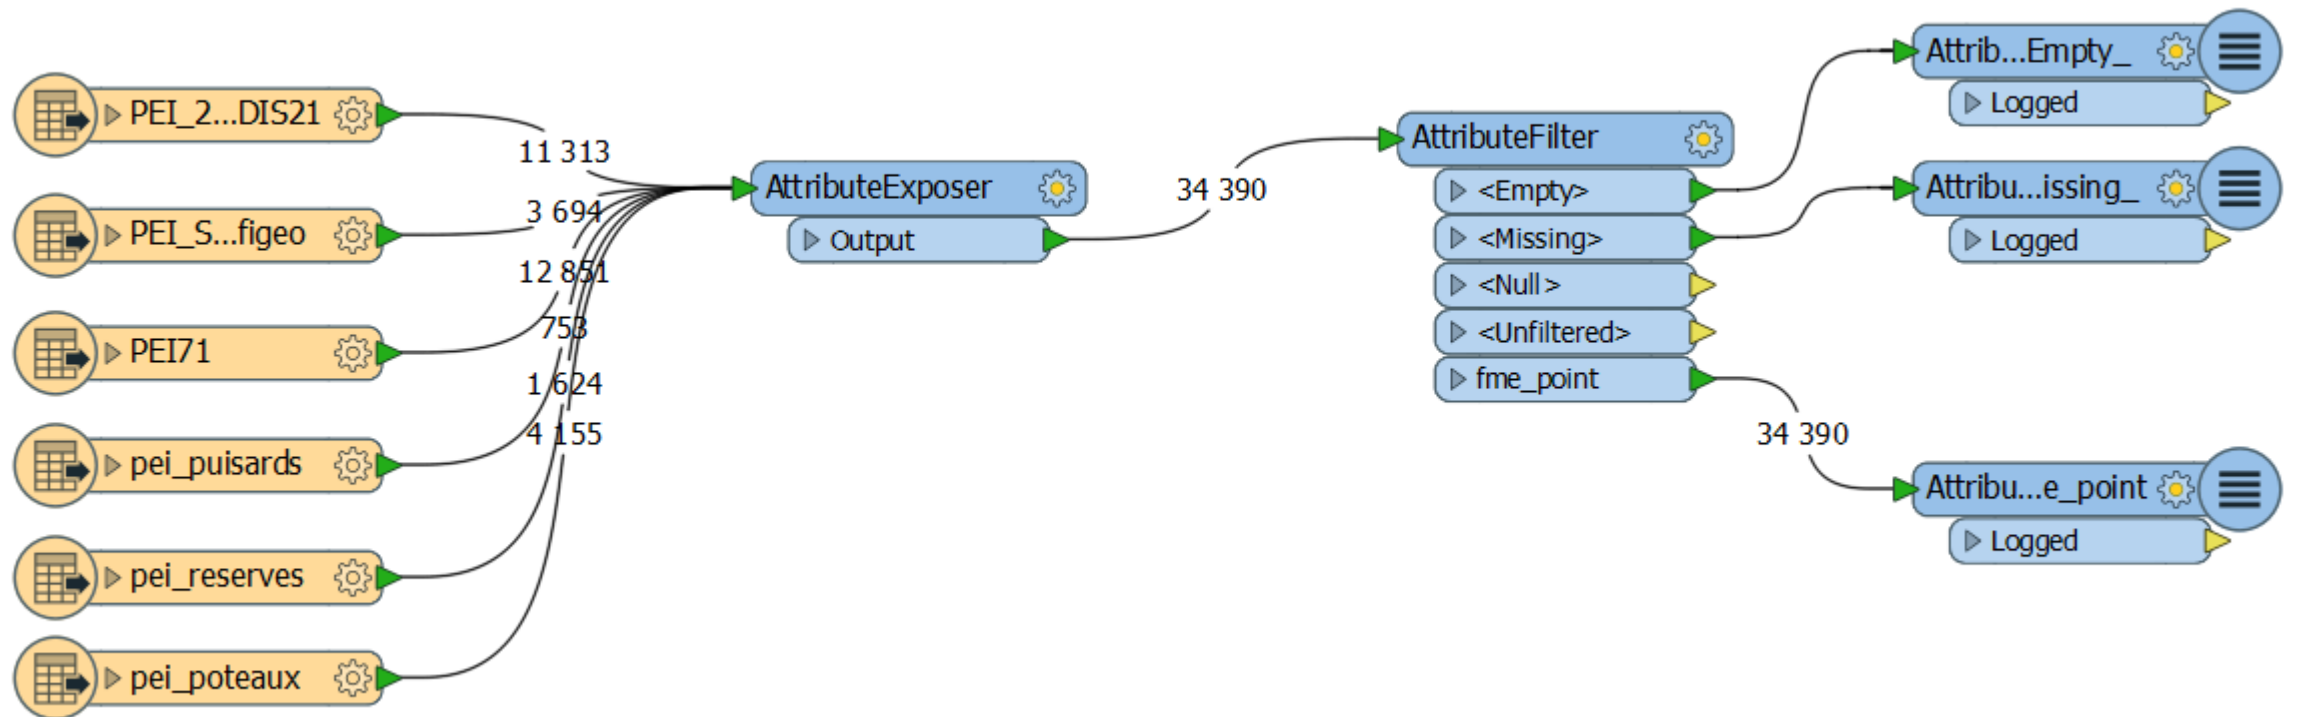 PEI_2...DIS21
PEI_S...figeo
PEI71
pei_puisards
pei_reserves
pei_poteaux
11 313
3 694
12 851
753
1 624
4 155
AttributeExposer
Output
34 390
AttributeFilter
<Empty>
<Missing>
<Null>
<Unfiltered>
fme_point
34 390
Attrib...Empty_
Logged
Attribu...issing_
Logged
Attribu...e_point
Logged